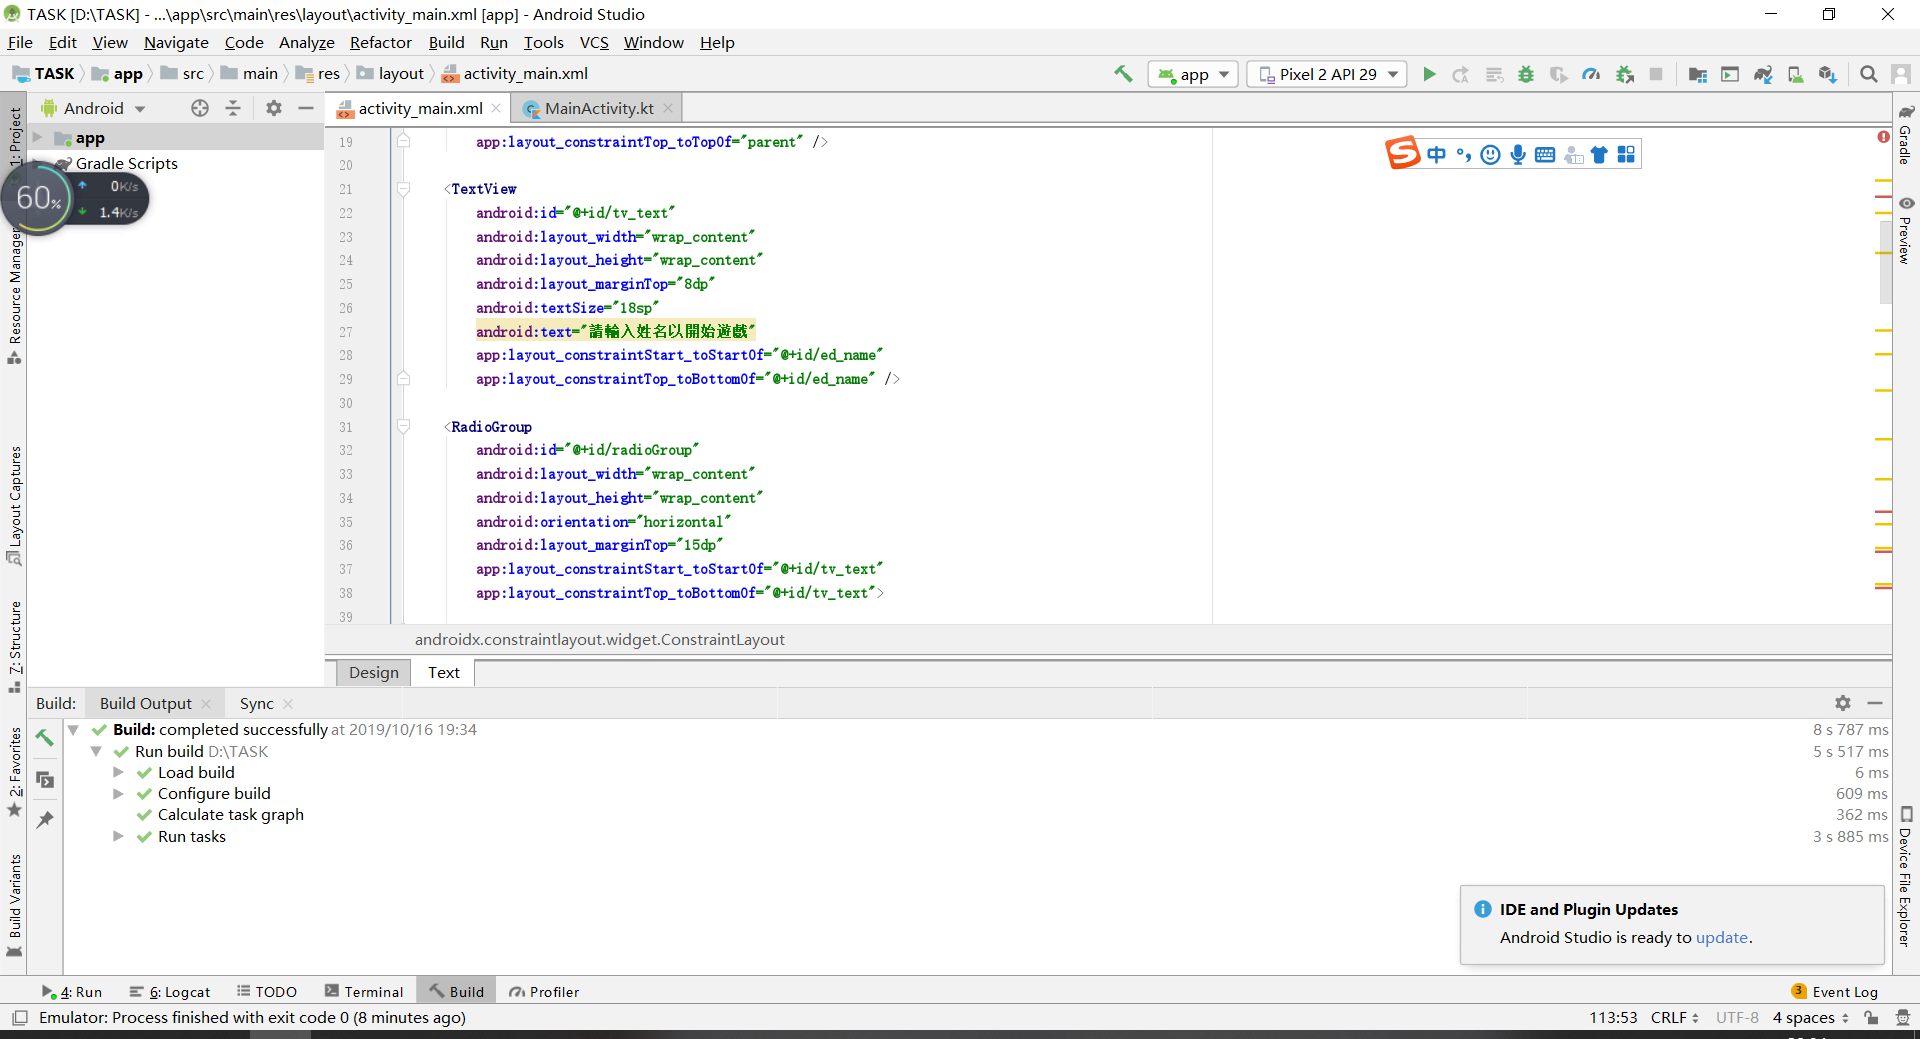 TASK [D:\TASK] - ...\app\src\main\res\layout\activity_main.xml [app] - Android Studio
File Edit View Navigate Code Analyze Refactor Build Run Tools VCS Window Help
TASK app src main res layout activity_main.xml app Pixel 2 API 29
Android
activity_main.xml MainActivity.kt
app
Gradle Scripts
60%
0K/s
1.4K/s
1: Project
Resource Manager
Layout Captures
Z: Structure
2: Favorites
Build Variants
19 app:layout_constraintTop_toTopOf="parent" />
20
21 <TextView
22 android:id="@+id/tv_text"
23 android:layout_width="wrap_content"
24 android:layout_height="wrap_content"
25 android:layout_marginTop="8dp"
26 android:textSize="18sp"
27 android:text="請輸入姓名以開始遊戲"
28 app:layout_constraintStart_toStartOf="@+id/ed_name"
29 app:layout_constraintTop_toBottomOf="@+id/ed_name" />
30
31 <RadioGroup
32 android:id="@+id/radioGroup"
33 android:layout_width="wrap_content"
34 android:layout_height="wrap_content"
35 android:orientation="horizontal"
36 android:layout_marginTop="15dp"
37 app:layout_constraintStart_toStartOf="@+id/tv_text"
38 app:layout_constraintTop_toBottomOf="@+id/tv_text">
39
中
Gradle
Preview
Device File Explorer
androidx.constraintlayout.widget.ConstraintLayout
Design Text
Build: Build Output Sync
Build: completed successfully at 2019/10/16 19:34 8 s 787 ms
Run build D:\TASK 5 s 517 ms
Load build 6 ms
Configure build 609 ms
Calculate task graph 362 ms
Run tasks 3 s 885 ms
IDE and Plugin Updates
Android Studio is ready to update.
4: Run 6: Logcat TODO Terminal Build Profiler 3 Event Log
Emulator: Process finished with exit code 0 (8 minutes ago) 113:53 CRLF UTF-8 4 spaces